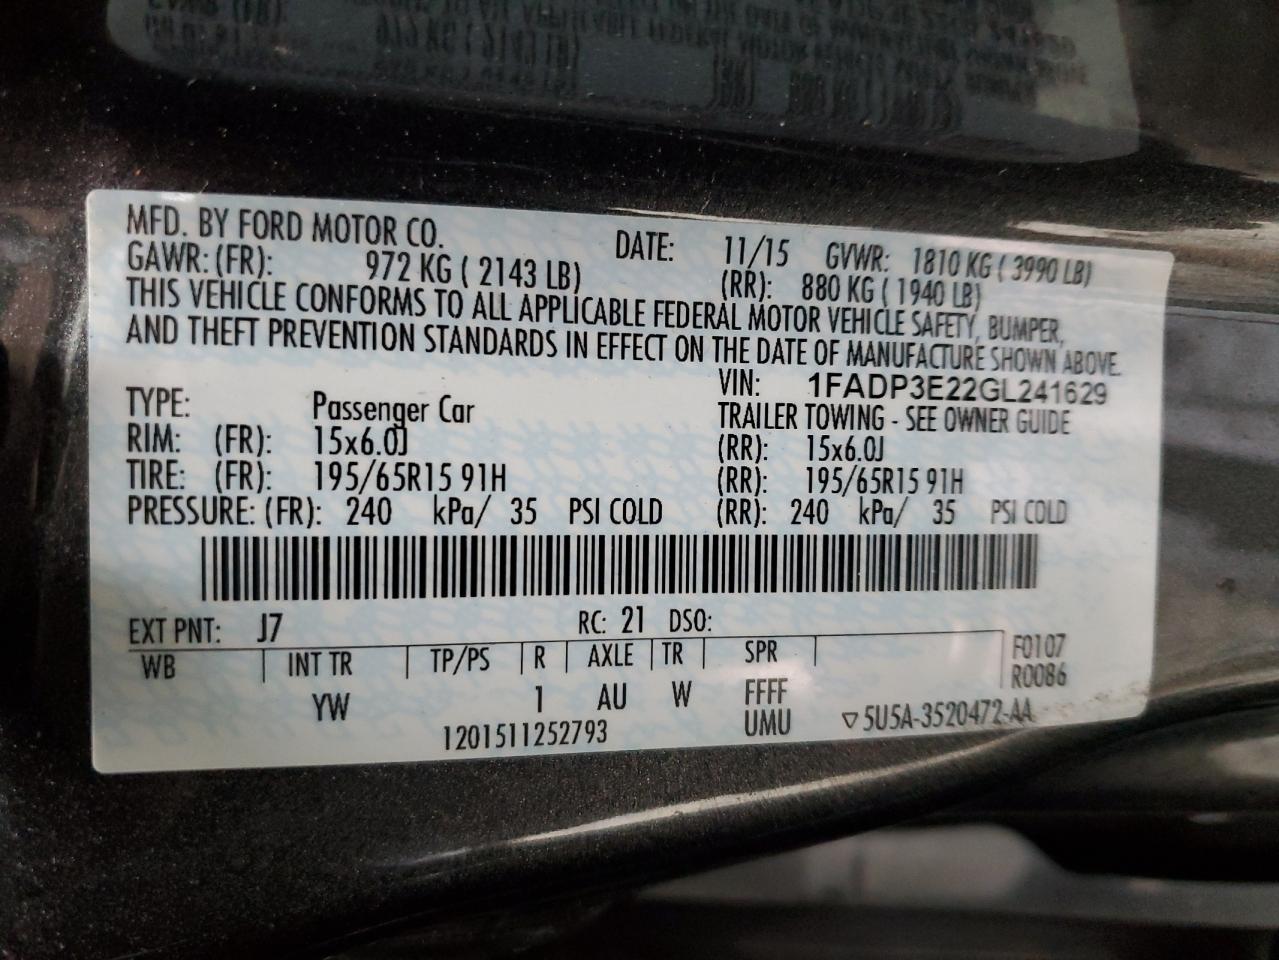 MFD. BY FORD MOTOR CO. DATE: 11/15 GVWR: 1810 KG ( 3990 LB)
GAWR: (FR): 972 KG ( 2143 LB) (RR): 880 KG ( 1940 LB)
THIS VEHICLE CONFORMS TO ALL APPLICABLE FEDERAL MOTOR VEHICLE SAFETY, BUMPER,
AND THEFT PREVENTION STANDARDS IN EFFECT ON THE DATE OF MANUFACTURE SHOWN ABOVE.
VIN: 1FADP3E22GL241629
TYPE: Passenger Car TRAILER TOWING - SEE OWNER GUIDE
RIM: (FR): 15x6.0J (RR): 15x6.0J
TIRE: (FR): 195/65R15 91H (RR): 195/65R15 91H
PRESSURE: (FR): 240 kPa/ 35 PSI COLD (RR): 240 kPa/ 35 PSI COLD
EXT PNT: J7 RC: 21 DSO:
WB INT TR TP/PS R AXLE TR SPR F0107
R0086
YW 1 AU W FFFF
1201511252793 UMU ▽5U5A-3520472-AA